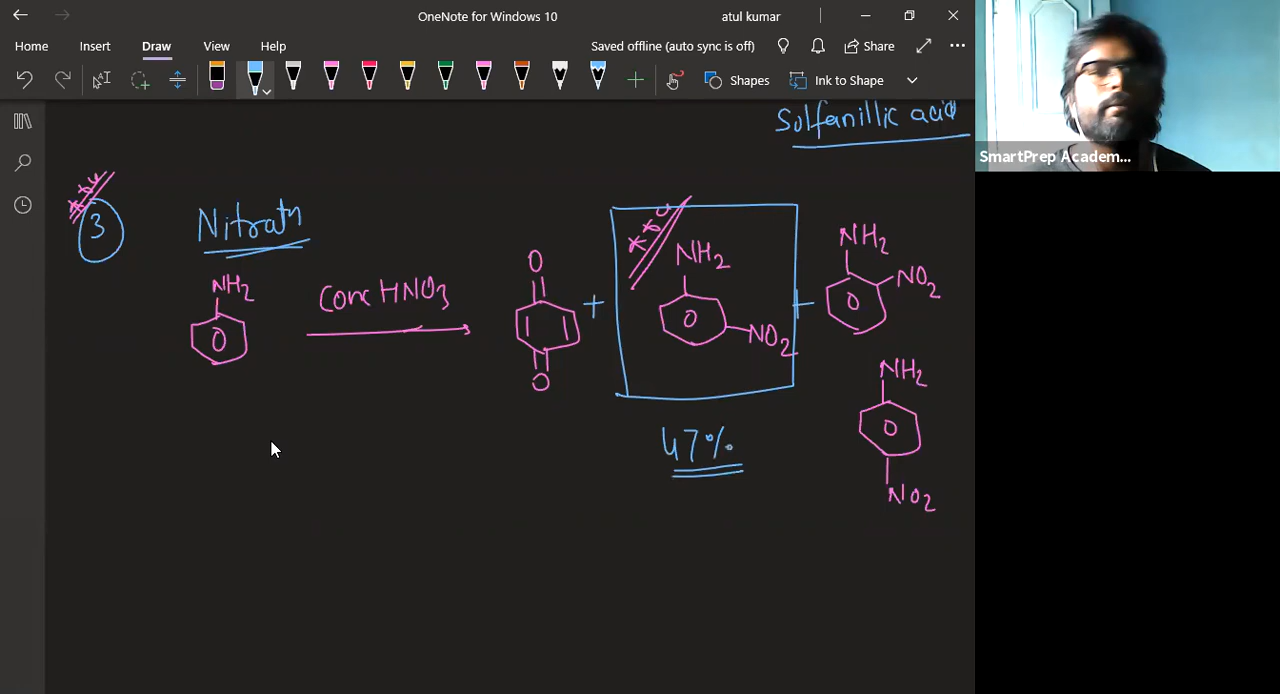 OneNote for Windows 10
atul kumar
Home Insert Draw View Help
Saved offline (auto sync is off)
Share
Shapes
Ink to Shape
SmartPrep Academ...
Sulfanillic acid
3
Nitratn
NH2
Conc HNO3
O
O
+
NH2
NO2
+
NH2
NO2
47%
NH2
NO2